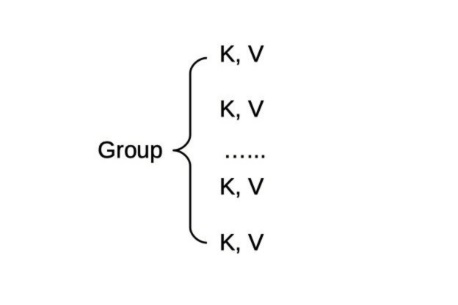 K, V
K, V
Group
……
K, V
K, V